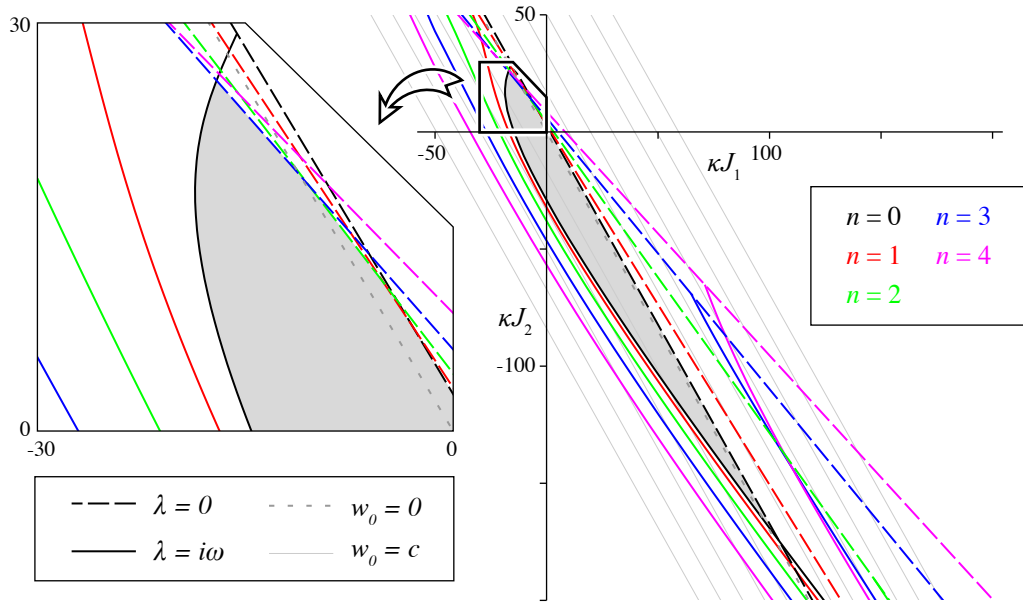 30
50
-50
100
κJ₁
n = 0 n = 3
n = 1 n = 4
n = 2
κJ₂
-100
0
-30
0
λ = 0 w₀ = 0
λ = iω w₀ = c